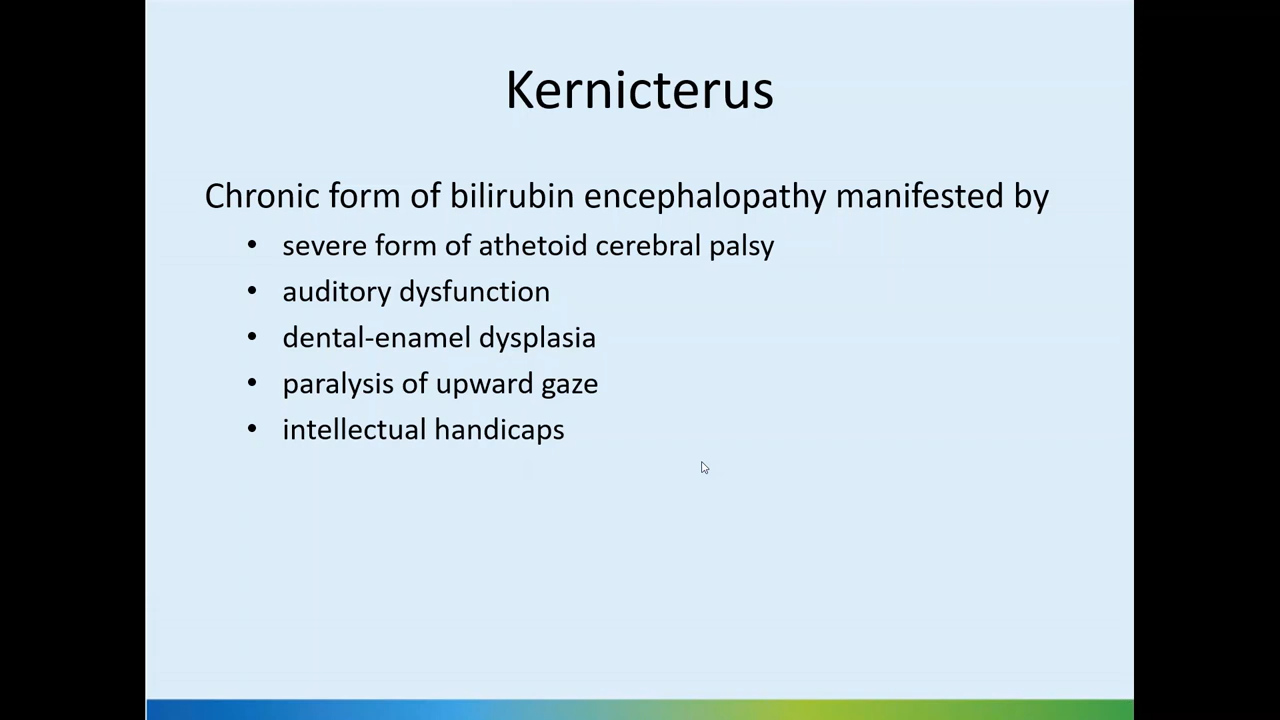 Kernicterus
Chronic form of bilirubin encephalopathy manifested by
• severe form of athetoid cerebral palsy
• auditory dysfunction
• dental-enamel dysplasia
• paralysis of upward gaze
• intellectual handicaps